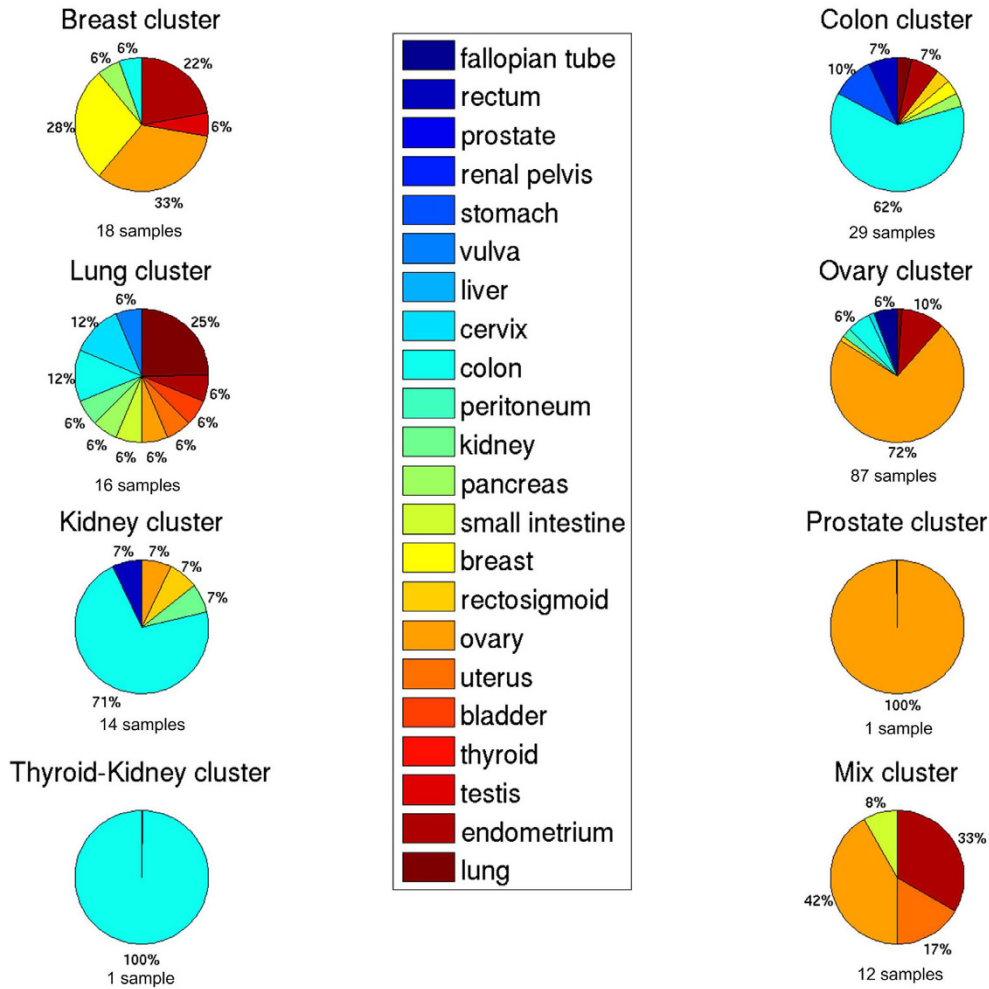 Breast cluster
6%
6%
22%
28%
6%
33%
18 samples
Lung cluster
6%
12%
25%
12%
6%
6%
6%
6%
6%
6%
6%
16 samples
Kidney cluster
7%
7%
7%
7%
71%
14 samples
Thyroid-Kidney cluster
100%
1 sample
fallopian tube
rectum
prostate
renal pelvis
stomach
vulva
liver
cervix
colon
peritoneum
kidney
pancreas
small intestine
breast
rectosigmoid
ovary
uterus
bladder
thyroid
testis
endometrium
lung
Colon cluster
7%
7%
10%
62%
29 samples
Ovary cluster
6%
10%
6%
72%
87 samples
Prostate cluster
100%
1 sample
Mix cluster
8%
33%
42%
17%
12 samples